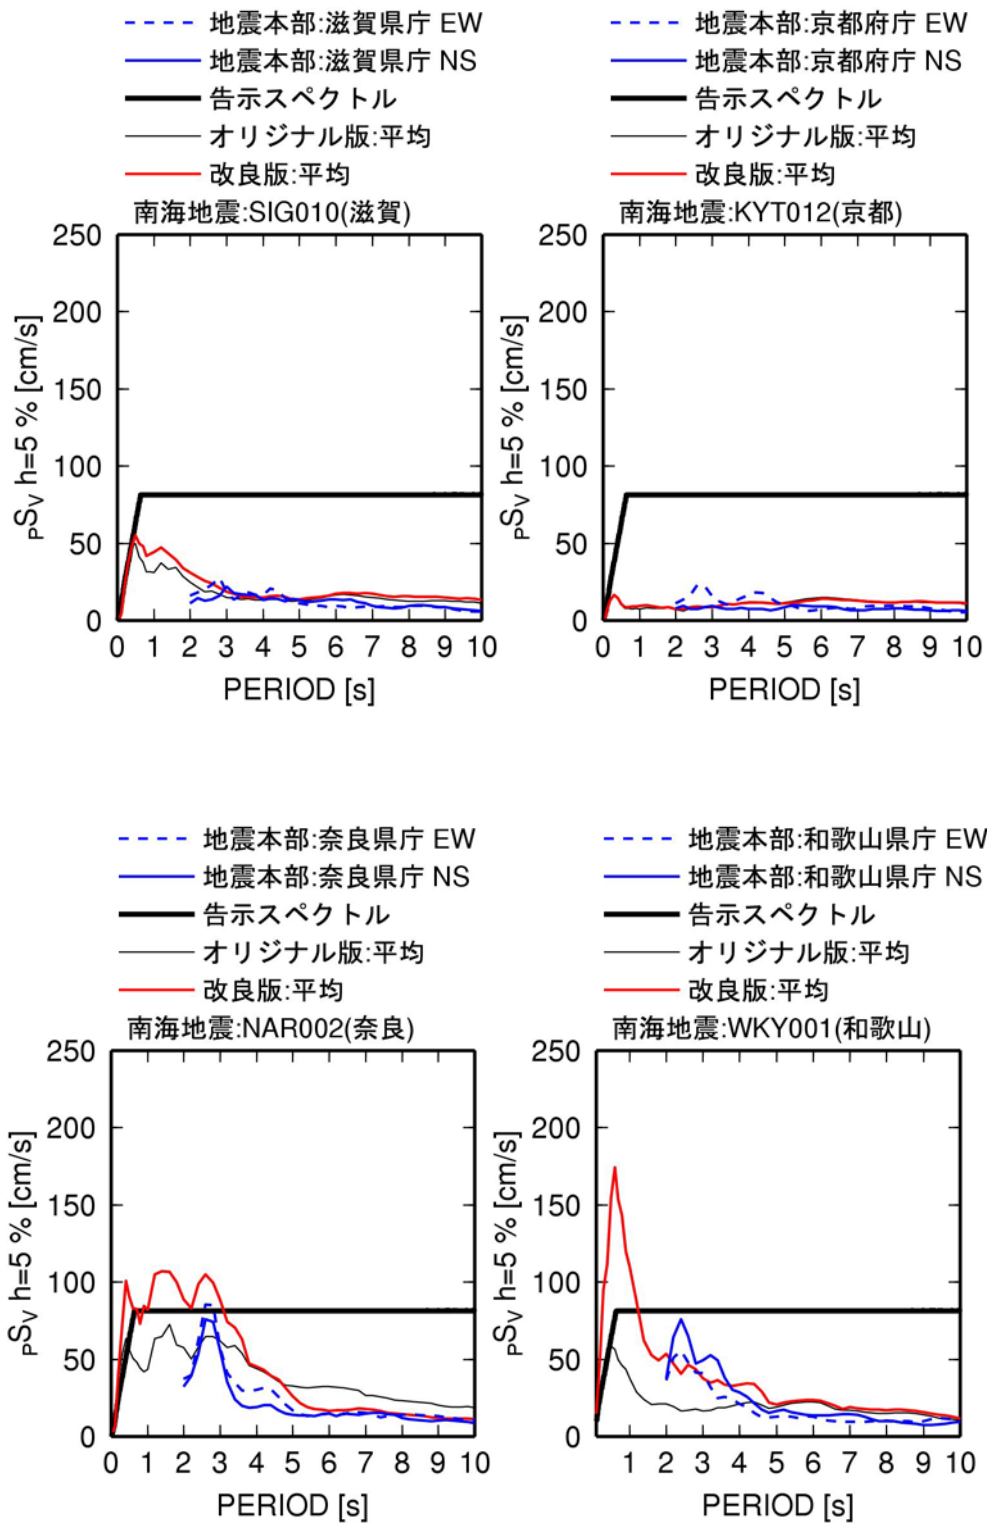 地震本部:滋賀県庁 EW
地震本部:滋賀県庁 NS
告示スペクトル
オリジナル版:平均
改良版:平均
南海地震:SIG010(滋賀)
250
200
150
100
50
0
PS_V h=5 % [cm/s]
0 1 2 3 4 5 6 7 8 9 10
PERIOD [s]
地震本部:京都府庁 EW
地震本部:京都府庁 NS
告示スペクトル
オリジナル版:平均
改良版:平均
南海地震:KYT012(京都)
250
200
150
100
50
0
PS_V h=5 % [cm/s]
0 1 2 3 4 5 6 7 8 9 10
PERIOD [s]
地震本部:奈良県庁 EW
地震本部:奈良県庁 NS
告示スペクトル
オリジナル版:平均
改良版:平均
南海地震:NAR002(奈良)
250
200
150
100
50
0
PS_V h=5 % [cm/s]
0 1 2 3 4 5 6 7 8 9 10
PERIOD [s]
地震本部:和歌山県庁 EW
地震本部:和歌山県庁 NS
告示スペクトル
オリジナル版:平均
改良版:平均
南海地震:WKY001(和歌山)
250
200
150
100
50
0
PS_V h=5 % [cm/s]
1 2 3 4 5 6 7 8 9 10
PERIOD [s]